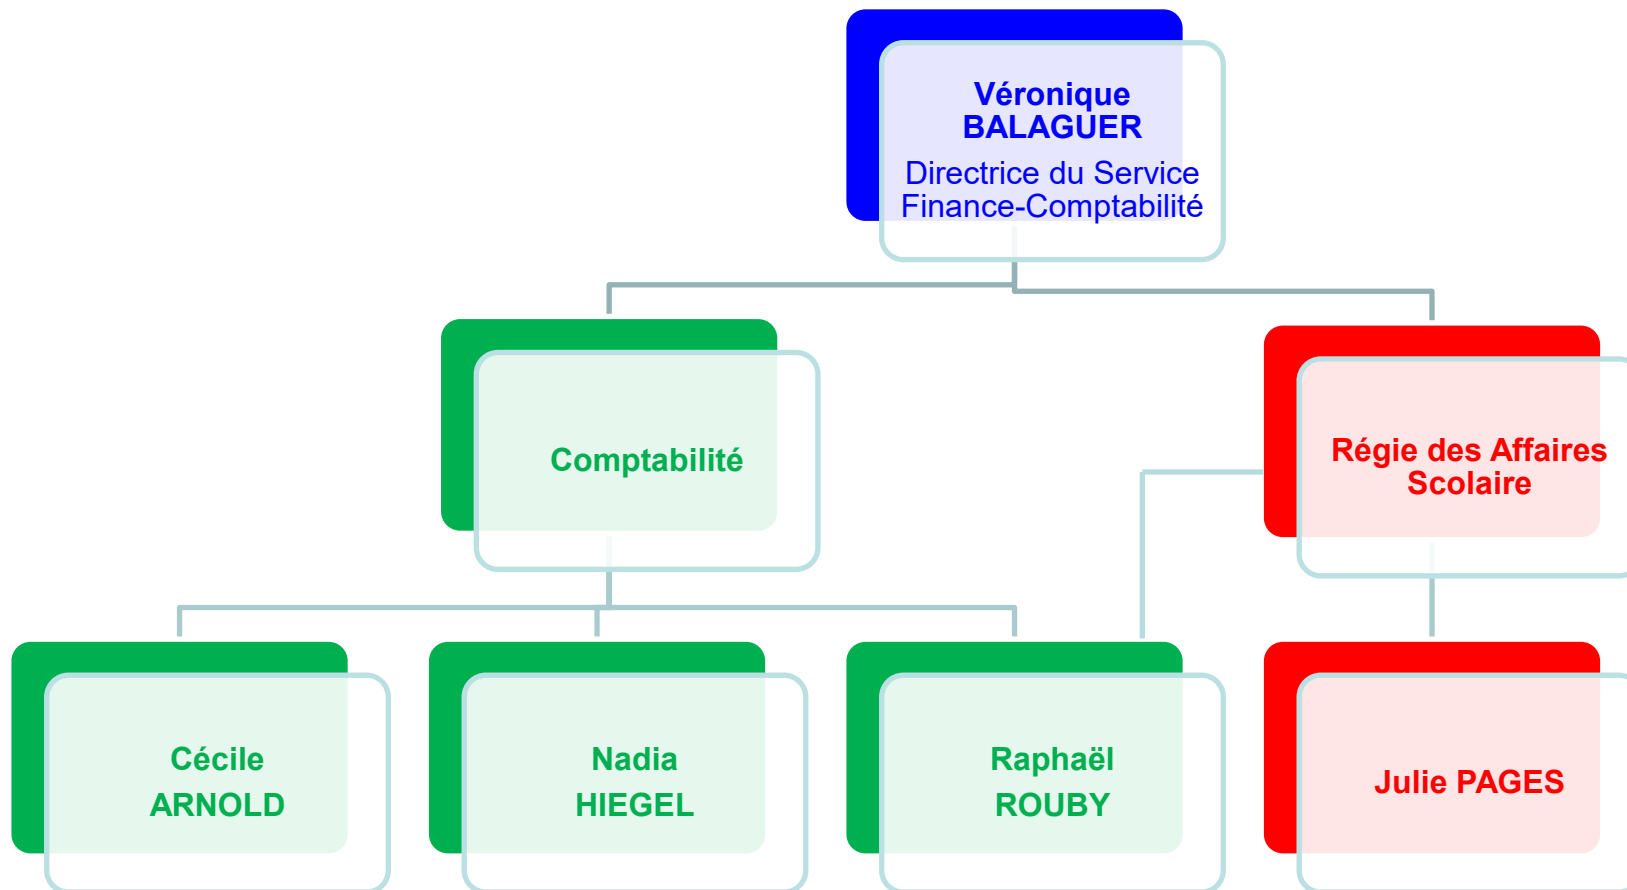 Véronique
BALAGUER
Directrice du Service
Finance-Comptabilité
Comptabilité
Régie des Affaires
Scolaire
Cécile
ARNOLD
Nadia
HIEGEL
Raphaël
ROUBY
Julie PAGES